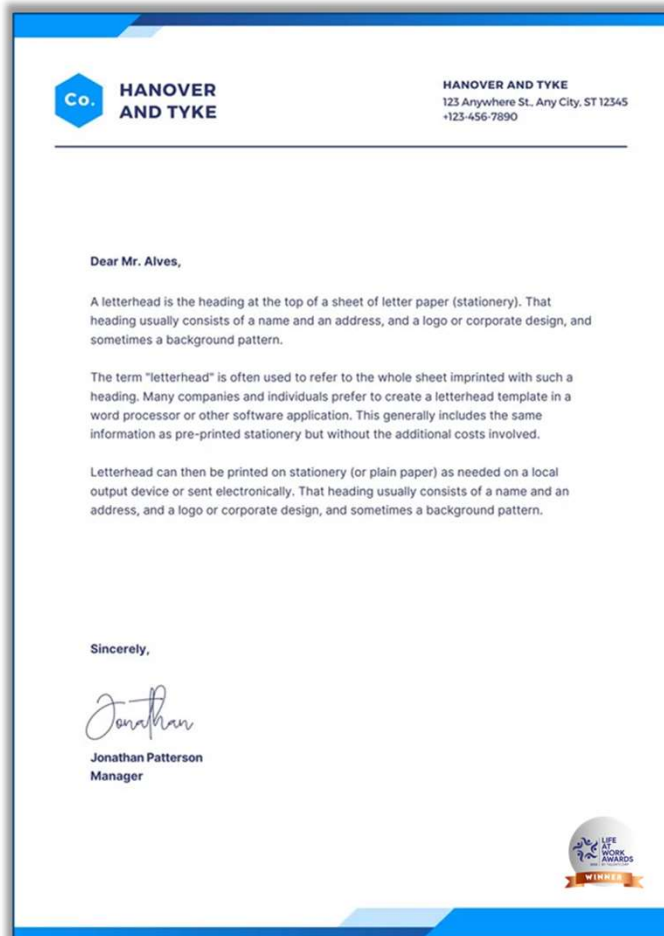 Co.
HANOVER
AND TYKE
HANOVER AND TYKE
123 Anywhere St., Any City, ST 12345
+123-456-7890
Dear Mr. Alves,
A letterhead is the heading at the top of a sheet of letter paper (stationery). That
heading usually consists of a name and an address, and a logo or corporate design, and
sometimes a background pattern.
The term "letterhead" is often used to refer to the whole sheet imprinted with such a
heading. Many companies and individuals prefer to create a letterhead template in a
word processor or other software application. This generally includes the same
information as pre-printed stationery but without the additional costs involved.
Letterhead can then be printed on stationery (or plain paper) as needed on a local
output device or sent electronically. That heading usually consists of a name and an
address, and a logo or corporate design, and sometimes a background pattern.
Sincerely,
Jonathan
Jonathan Patterson
Manager
LIFE
AT
WORK
AWARDS
WINNER